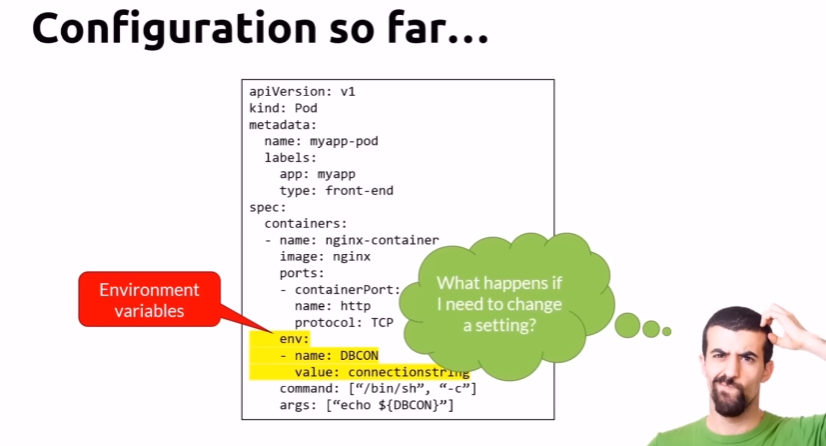 Configuration so far...
apiVersion: v1
kind: Pod
metadata:
  name: myapp-pod
  labels:
    app: myapp
    type: front-end
spec:
  containers:
  - name: nginx-container
    image: nginx
    ports:
    - containerPort:
      name: http
      protocol: TCP
    env:
    - name: DBCON
      value: connectionstring
    command: ["/bin/sh", “-c”]
    args: [“echo ${DBCON}”]
Environment
variables
What happens if
I need to change
a setting?